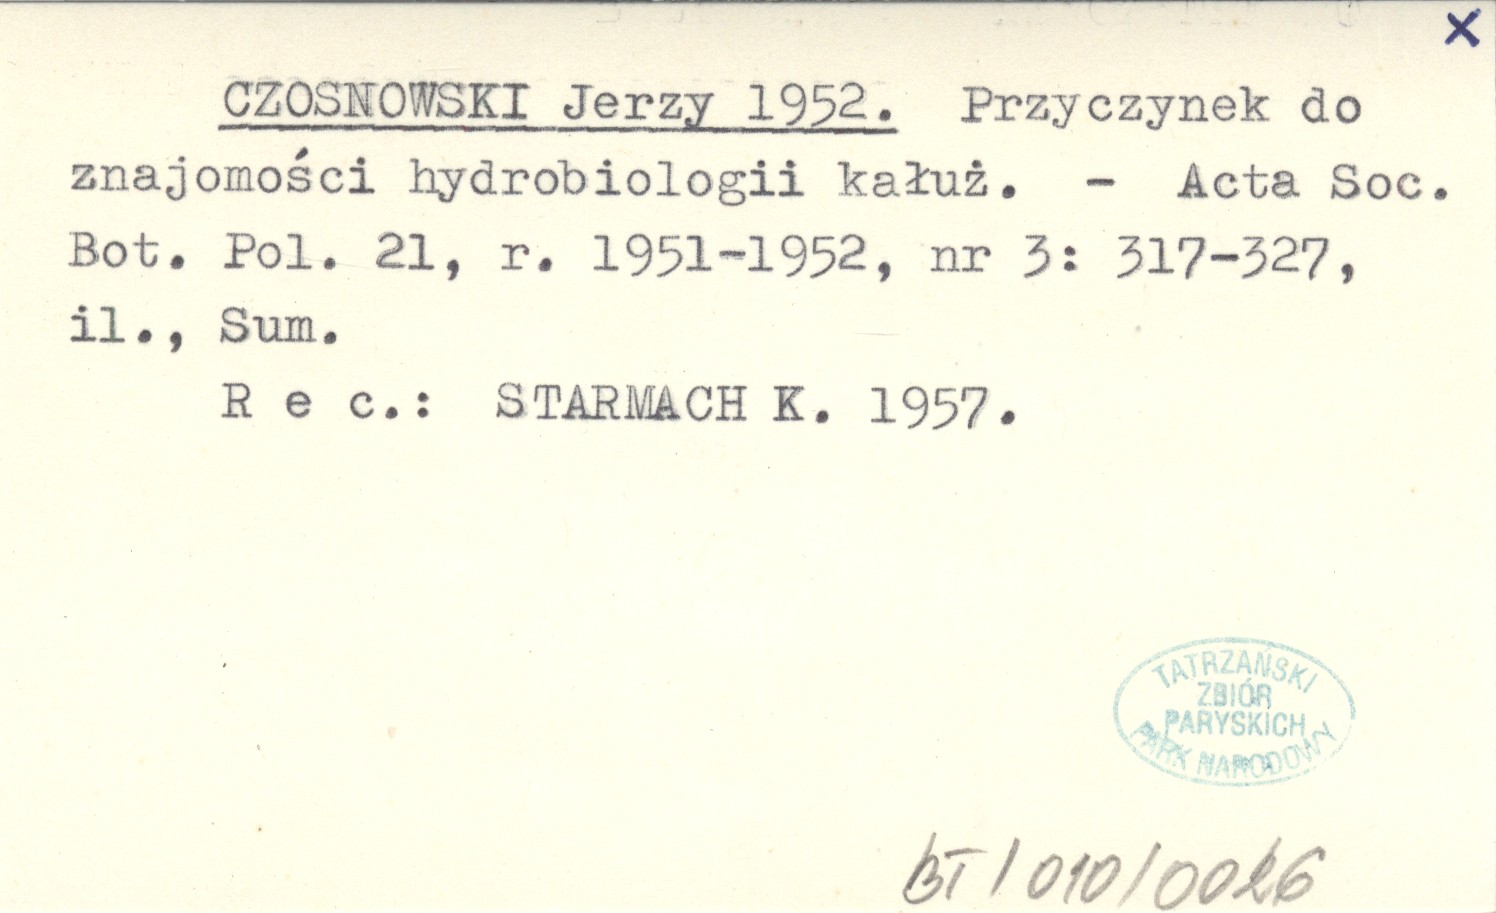 x
CZOSNOWSKI Jerzy 1952. Przyczynek do
znajomości hydrobiologii kałuż. - Acta Soc.
Bot. Pol. 21, r. 1951-1952, nr 3: 317-327,
il., Sum.
R e c.: STARMACH K. 1957.
TATRZAŃSKI
ZBIÓR
PARYSKICH
PARK NARODOWY
BT/010/0026